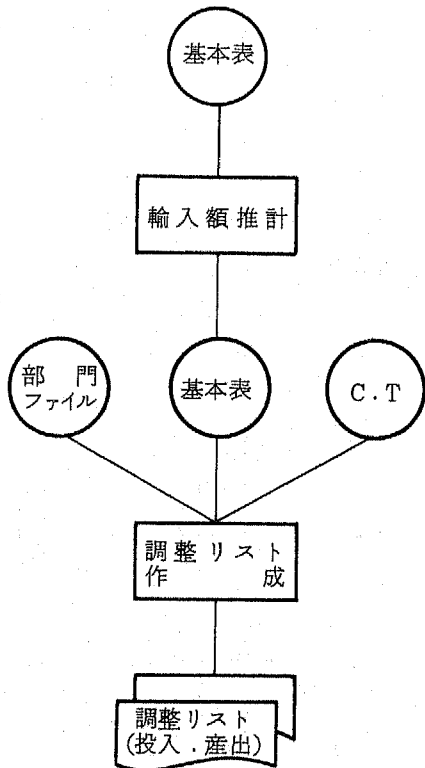 基本表
輸入額推計
部門
ファイル
基本表
C.T
調整リスト
作成
調整リスト
(投入.産出)